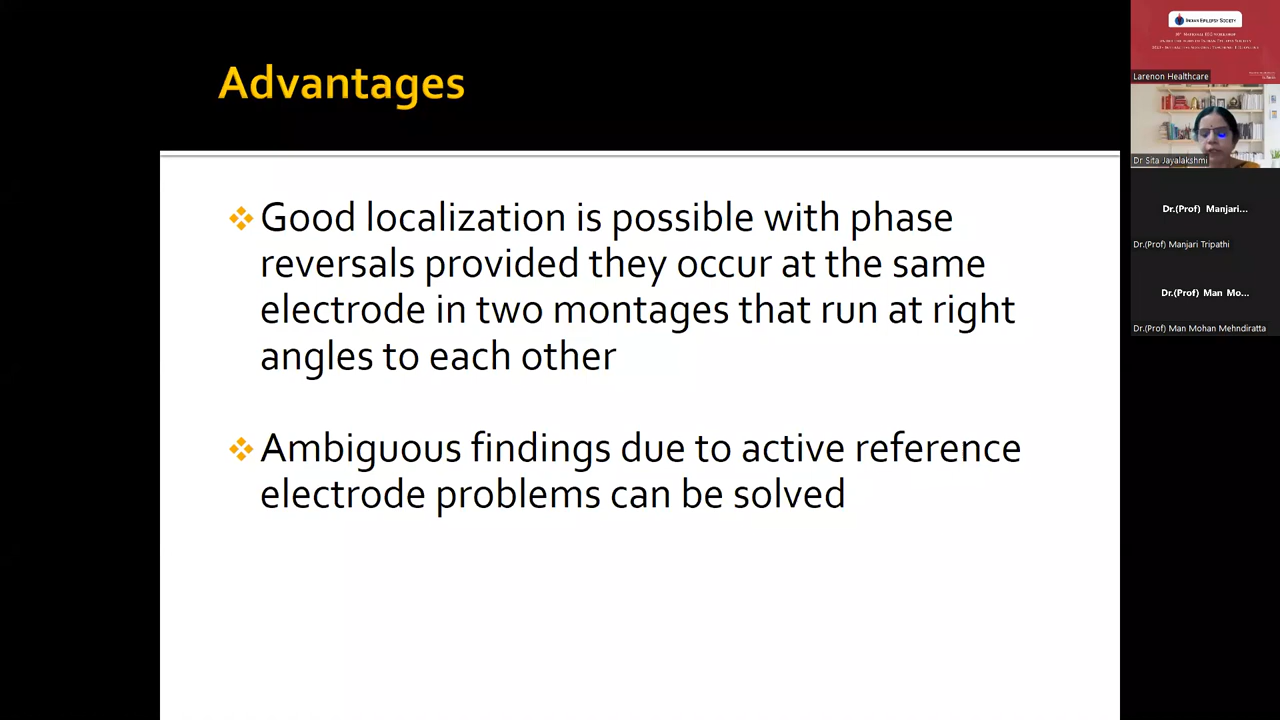 Advantages
Good localization is possible with phase
reversals provided they occur at the same
electrode in two montages that run at right
angles to each other
Ambiguous findings due to active reference
electrode problems can be solved
INDIAN EPILEPSY SOCIETY
Larenon Healthcare
Dr Sita Jayalakshmi
Dr.(Prof) Manjari...
Dr.(Prof) Manjari Tripathi
Dr.(Prof) Man Mo...
Dr.(Prof) Man Mohan Mehndiratta